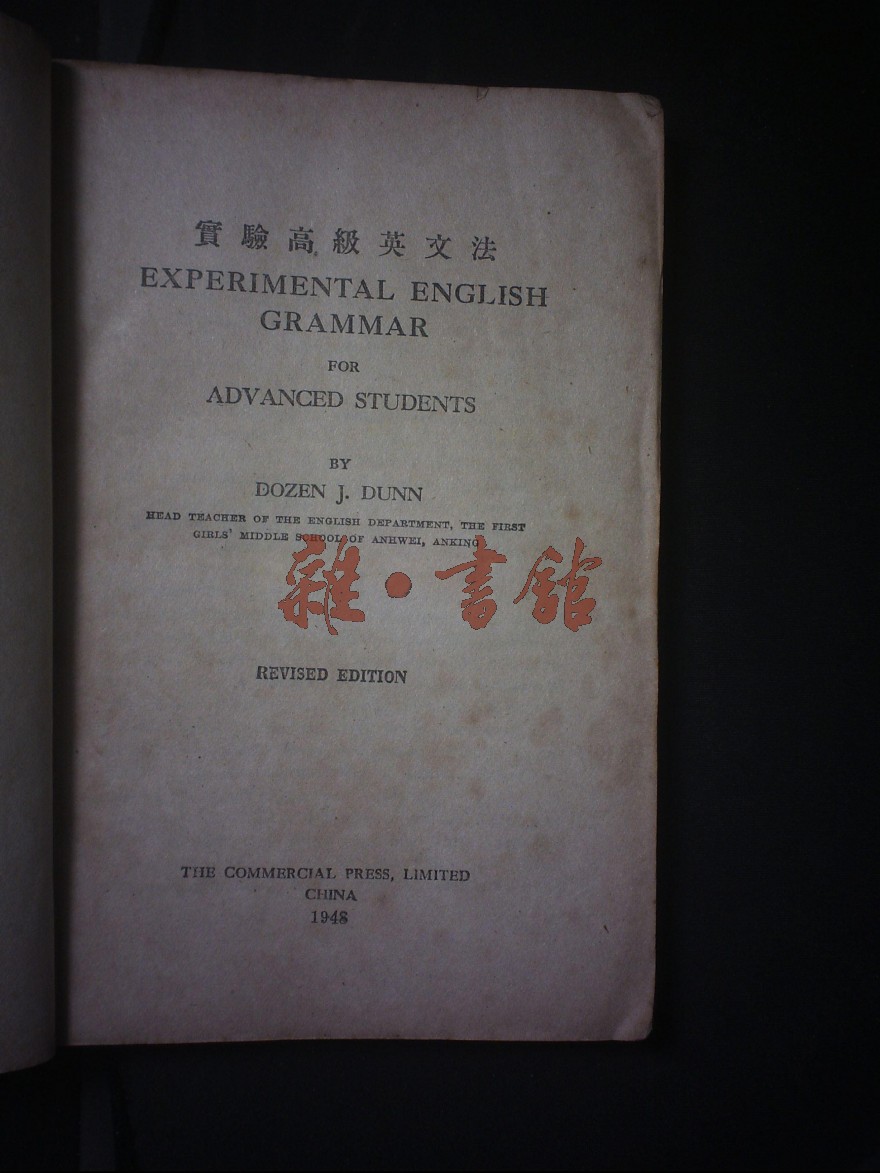 實驗高級英文法
EXPERIMENTAL ENGLISH
GRAMMAR
FOR
ADVANCED STUDENTS
BY
DOZEN J. DUNN
HEAD TEACHER OF THE ENGLISH DEPARTMENT, THE FIRST
GIRLS' MIDDLE SCHOOL OF ANHWEI, ANKING
雜·書館
REVISED EDITION
THE COMMERCIAL PRESS, LIMITED
CHINA
1948